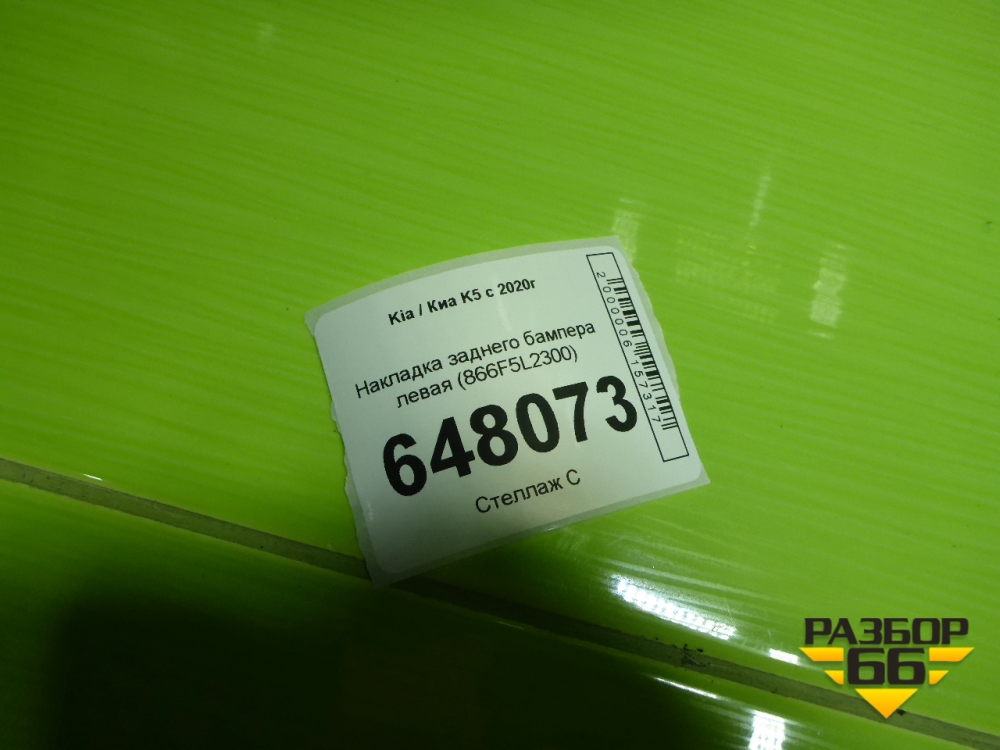 Kia / Киа K5 с 2020г
Накладка заднего бампера
левая (866F5L2300)
648073
Стеллаж С
2000006157317
РАЗБОР
66